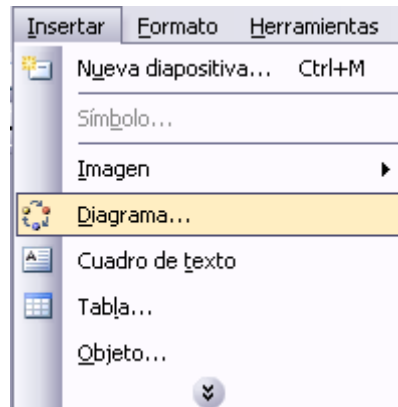 Insertar Formato Herramientas
Nueva diapositiva... Ctrl+M
Símbolo...
Imagen
Diagrama...
Cuadro de texto
Tabla...
Objeto...